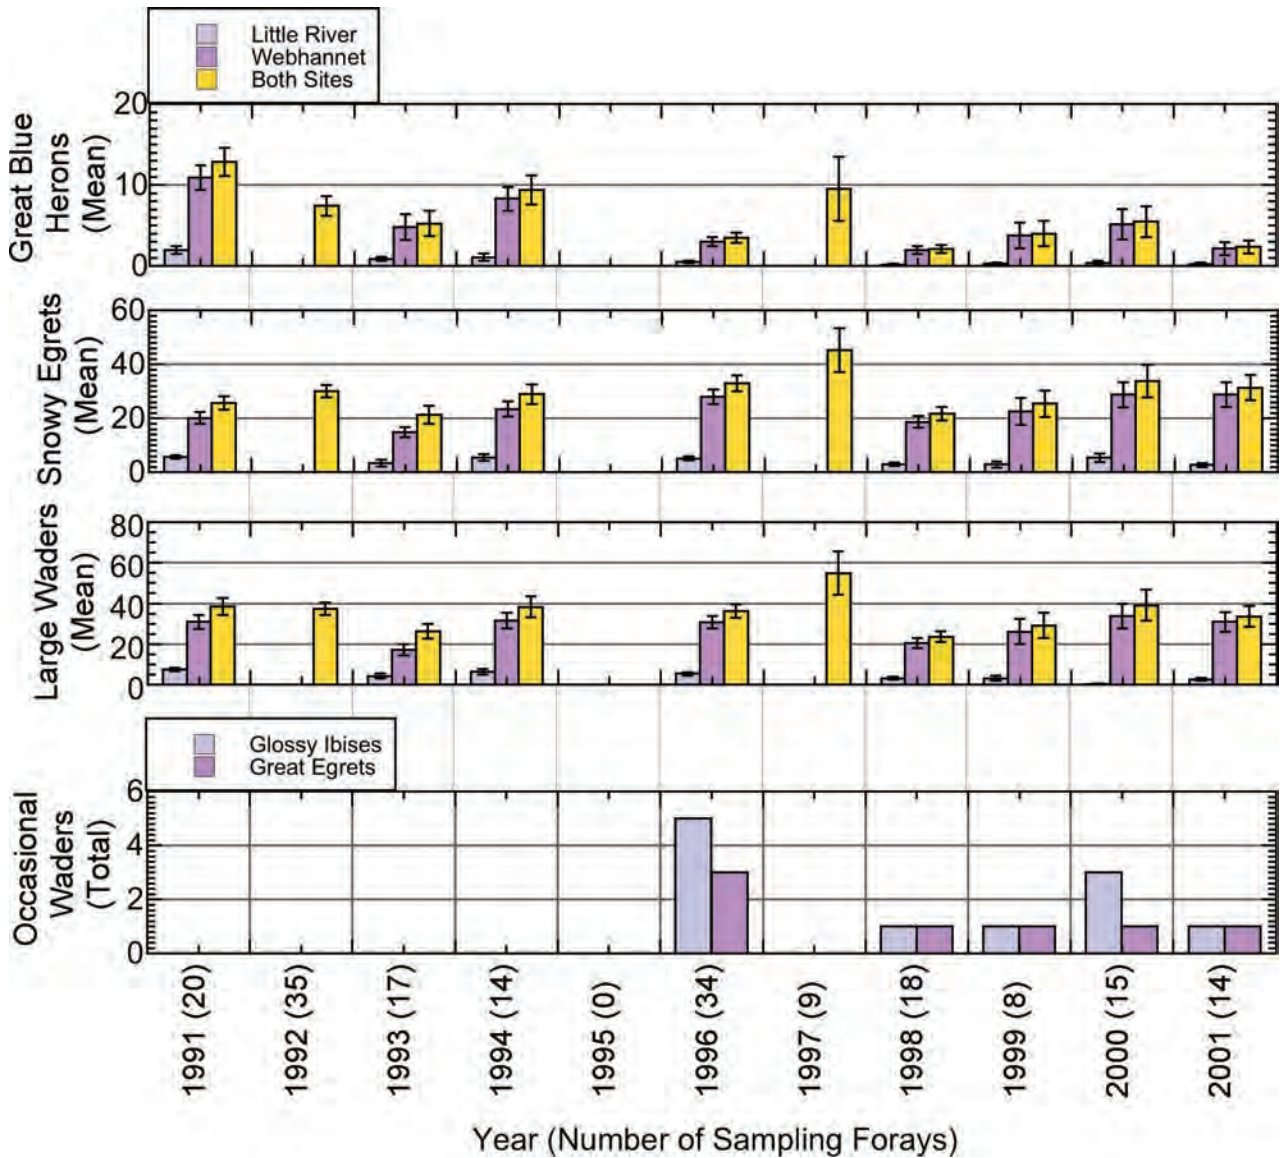 Little River
Webhannet
Both Sites
Great Blue
Herons
(Mean)
20
10
0
Snowy Egrets
(Mean)
60
40
20
0
Large Waders
(Mean)
80
60
40
20
0
Glossy Ibises
Great Egrets
Occasional
Waders
(Total)
6
4
2
0
1991 (20)
1992 (35)
1993 (17)
1994 (14)
1995 (0)
1996 (34)
1997 (9)
1998 (18)
1999 (8)
2000 (15)
2001 (14)
Year (Number of Sampling Forays)